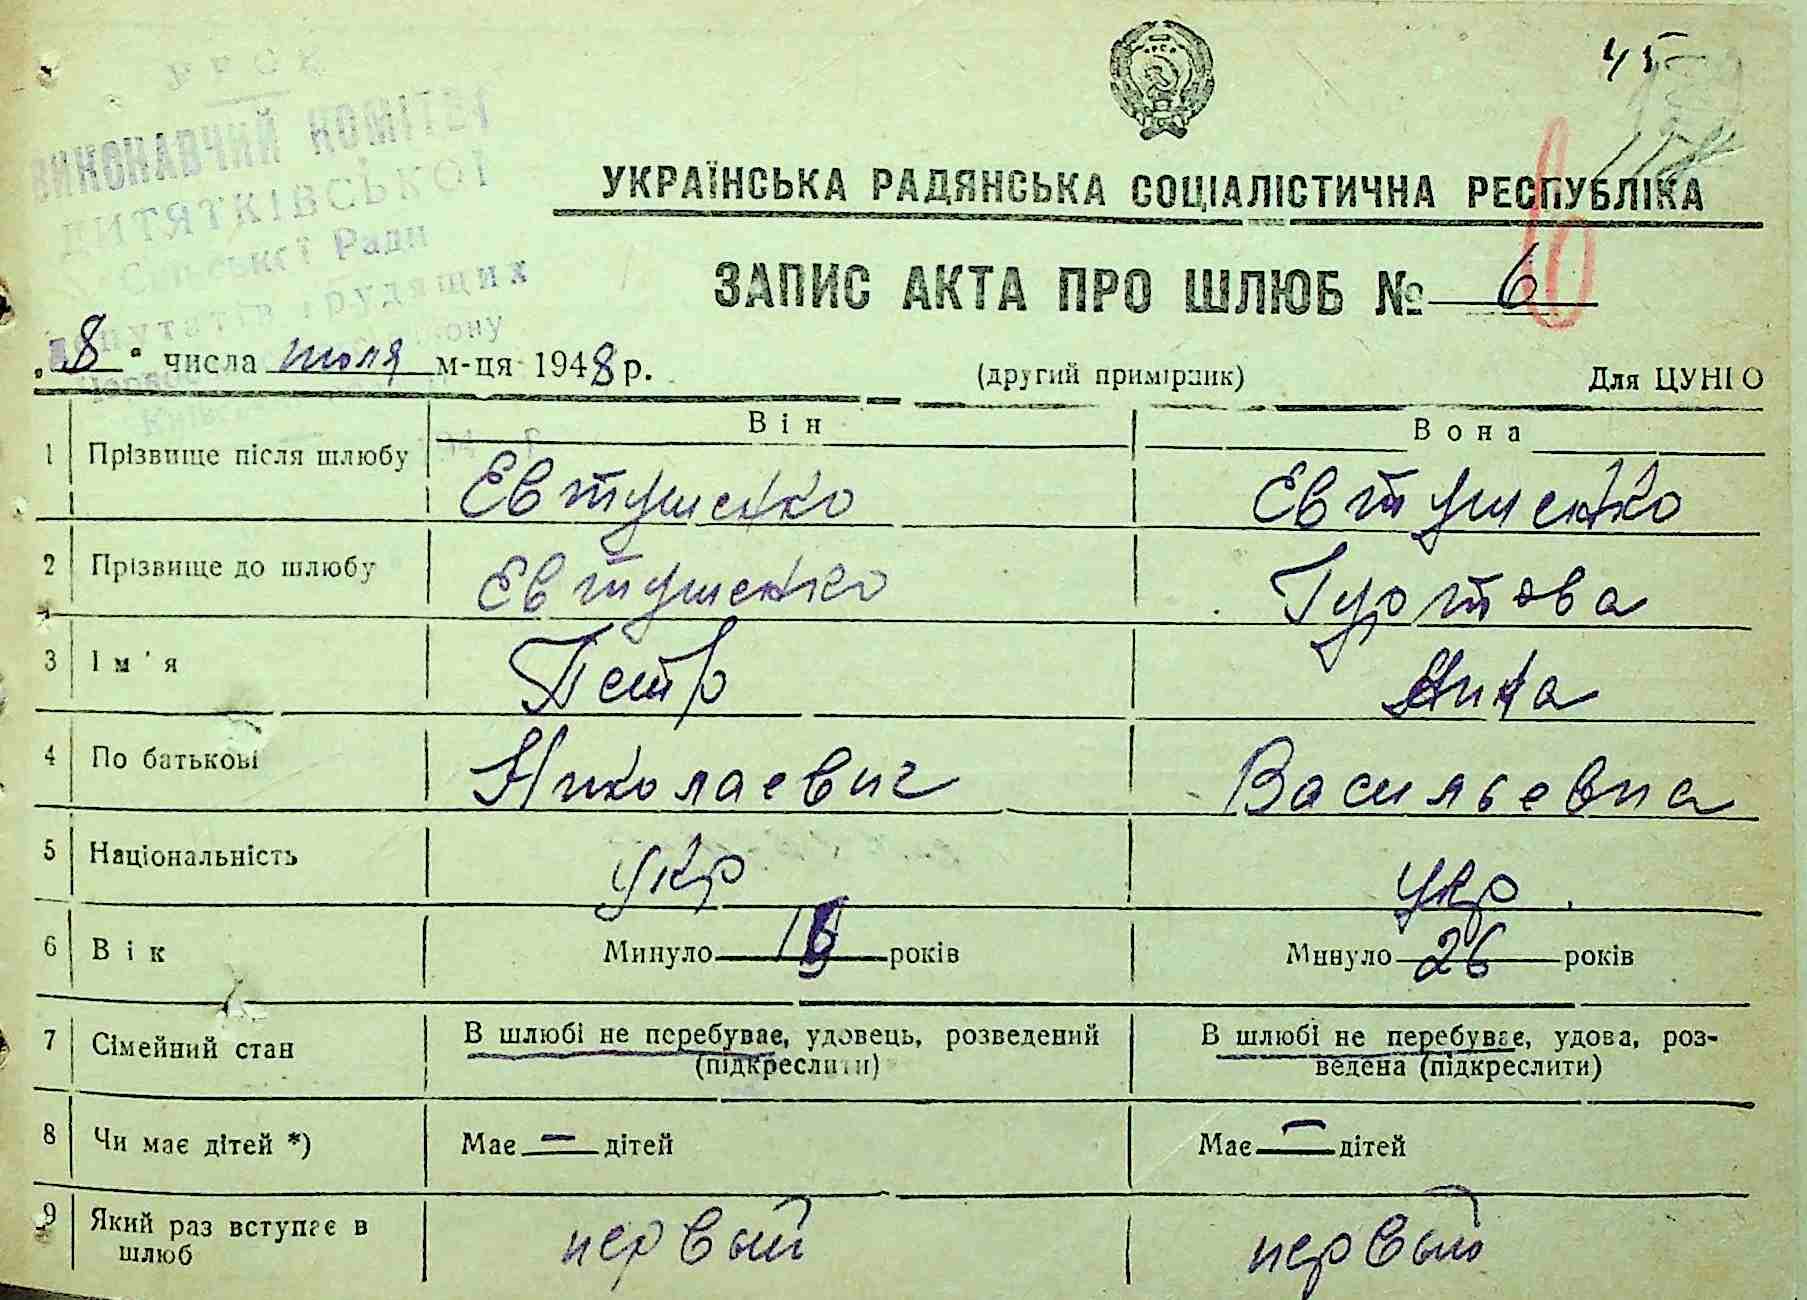 45
УРСР
ВИКОНАВЧИЙ КОМІТЕТ
ДИТЯТКІВСЬКОЇ
Сільської Ради
депутатів трудящих
УКРАЇНСЬКА РАДЯНСЬКА СОЦІАЛІСТИЧНА РЕСПУБЛІКА
ЗАПИС АКТА ПРО ШЛЮБ № 6
6
„8“ числа июля м-ця 1948 р. (другий примірник) Для ЦУНГО
Він Вона
1 Прізвище після шлюбу Евтушенко Евтушенко
2 Прізвище до шлюбу Евтушенко Гуртова
3 Ім'я Петр Нина
4 По батькові Николаевич Васильевна
5 Національність укр укр.
6 Вік Минуло років Минуло 26 років
7 Сімейний стан В шлюбі не перебуває, удовець, розведений В шлюбі не перебуває, удова, роз-
(підкреслити) ведена (підкреслити)
8 Чи має дітей *) Має — дітей Має — дітей
9 Який раз вступає в первый первый
шлюб